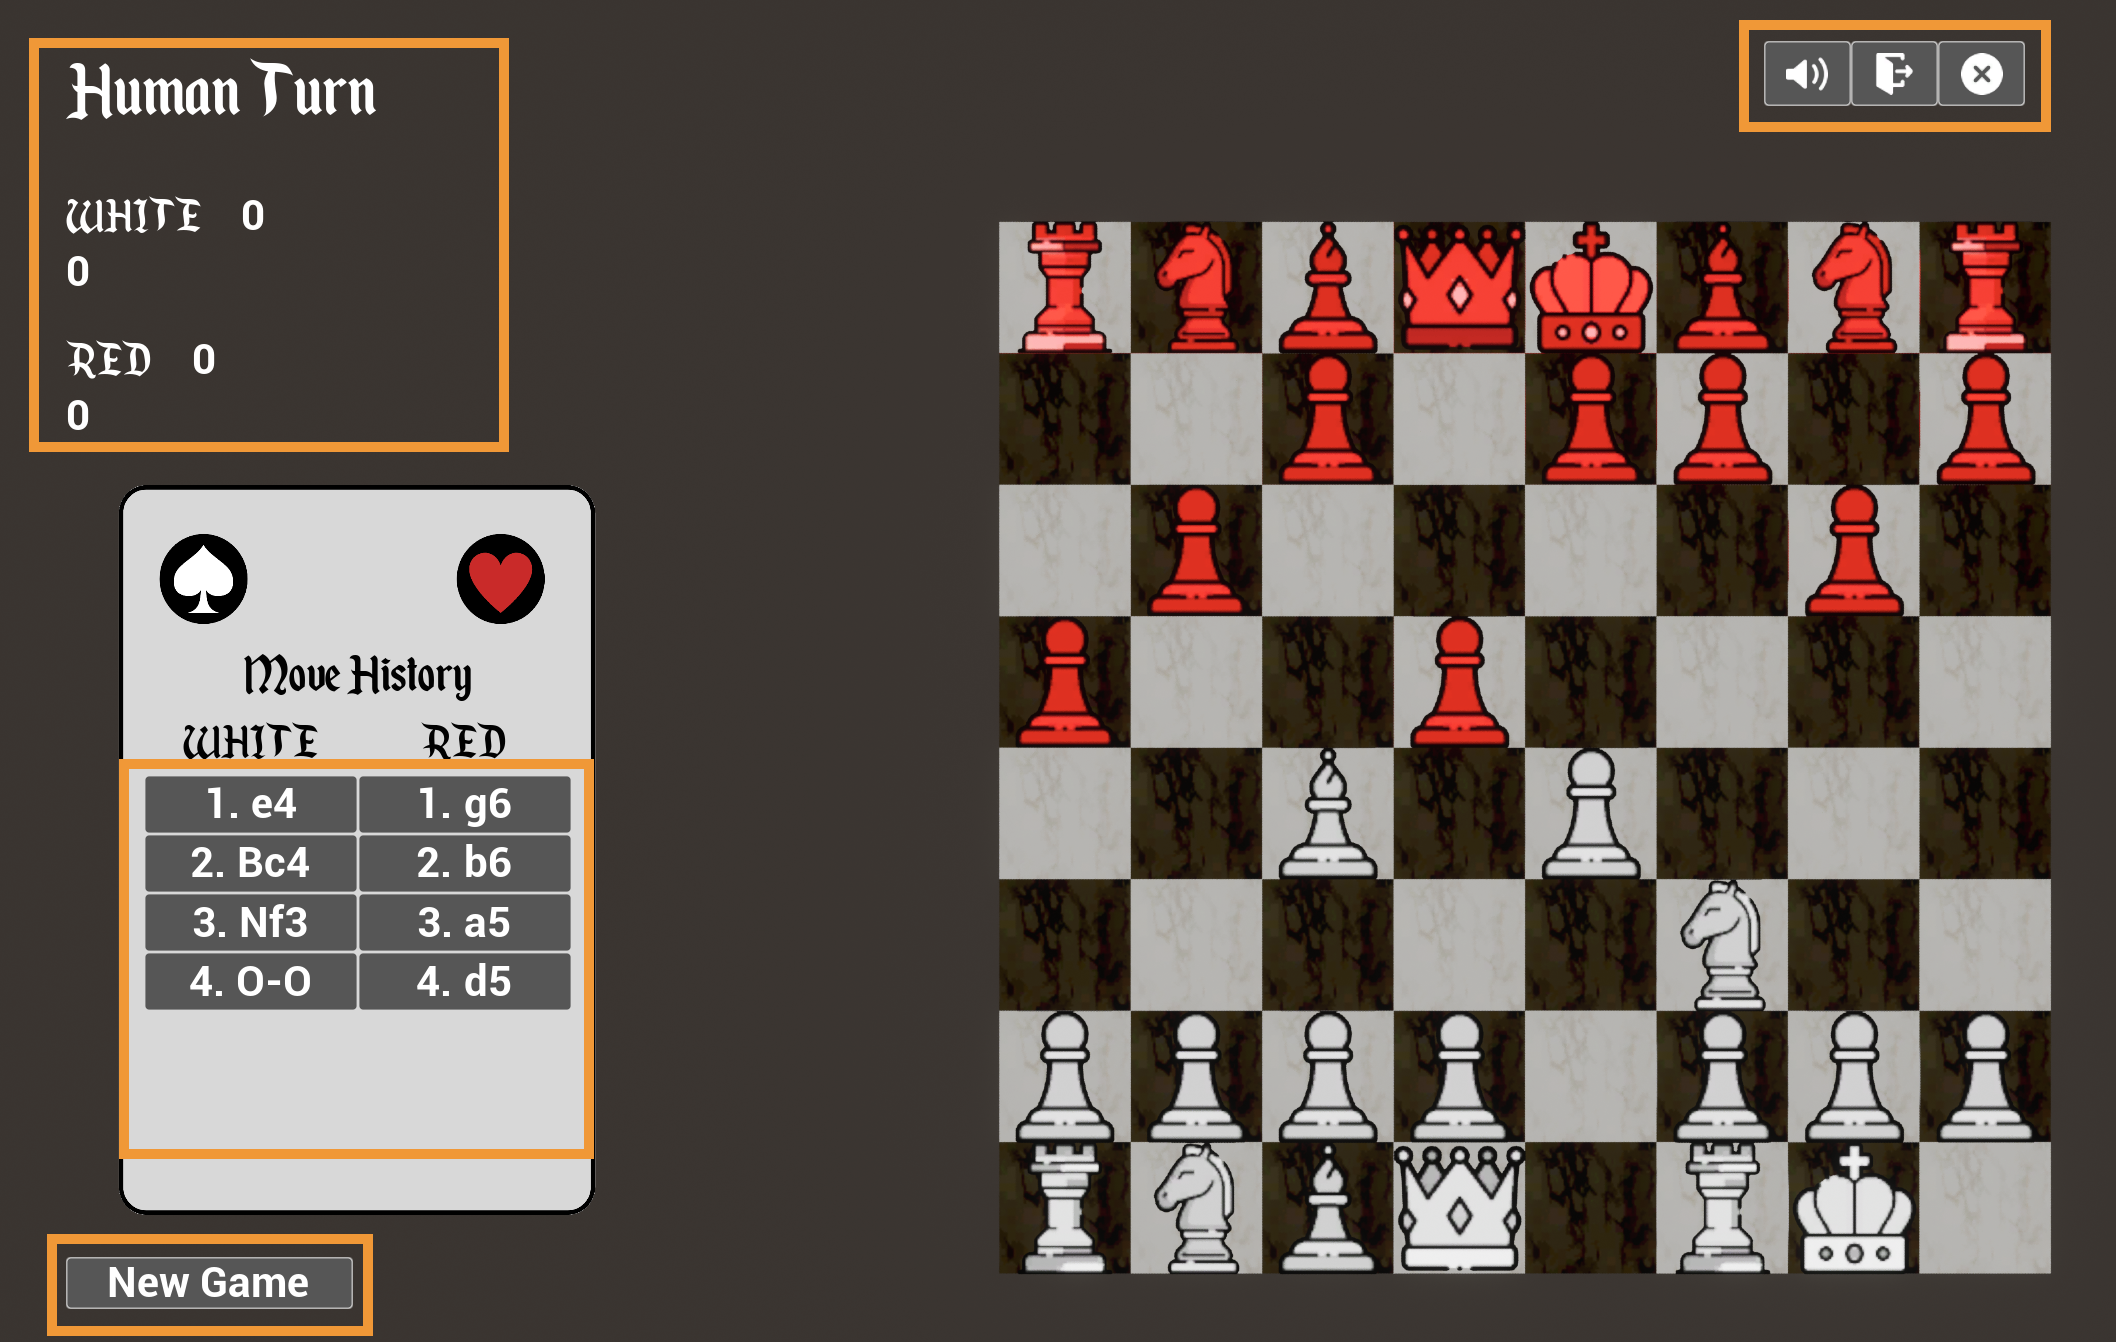 Human Turn
WHITE 0
0
RED 0
0
Move History
WHITE RED
1. e4 1. g6
2. Bc4 2. b6
3. Nf3 3. a5
4. O-O 4. d5
New Game